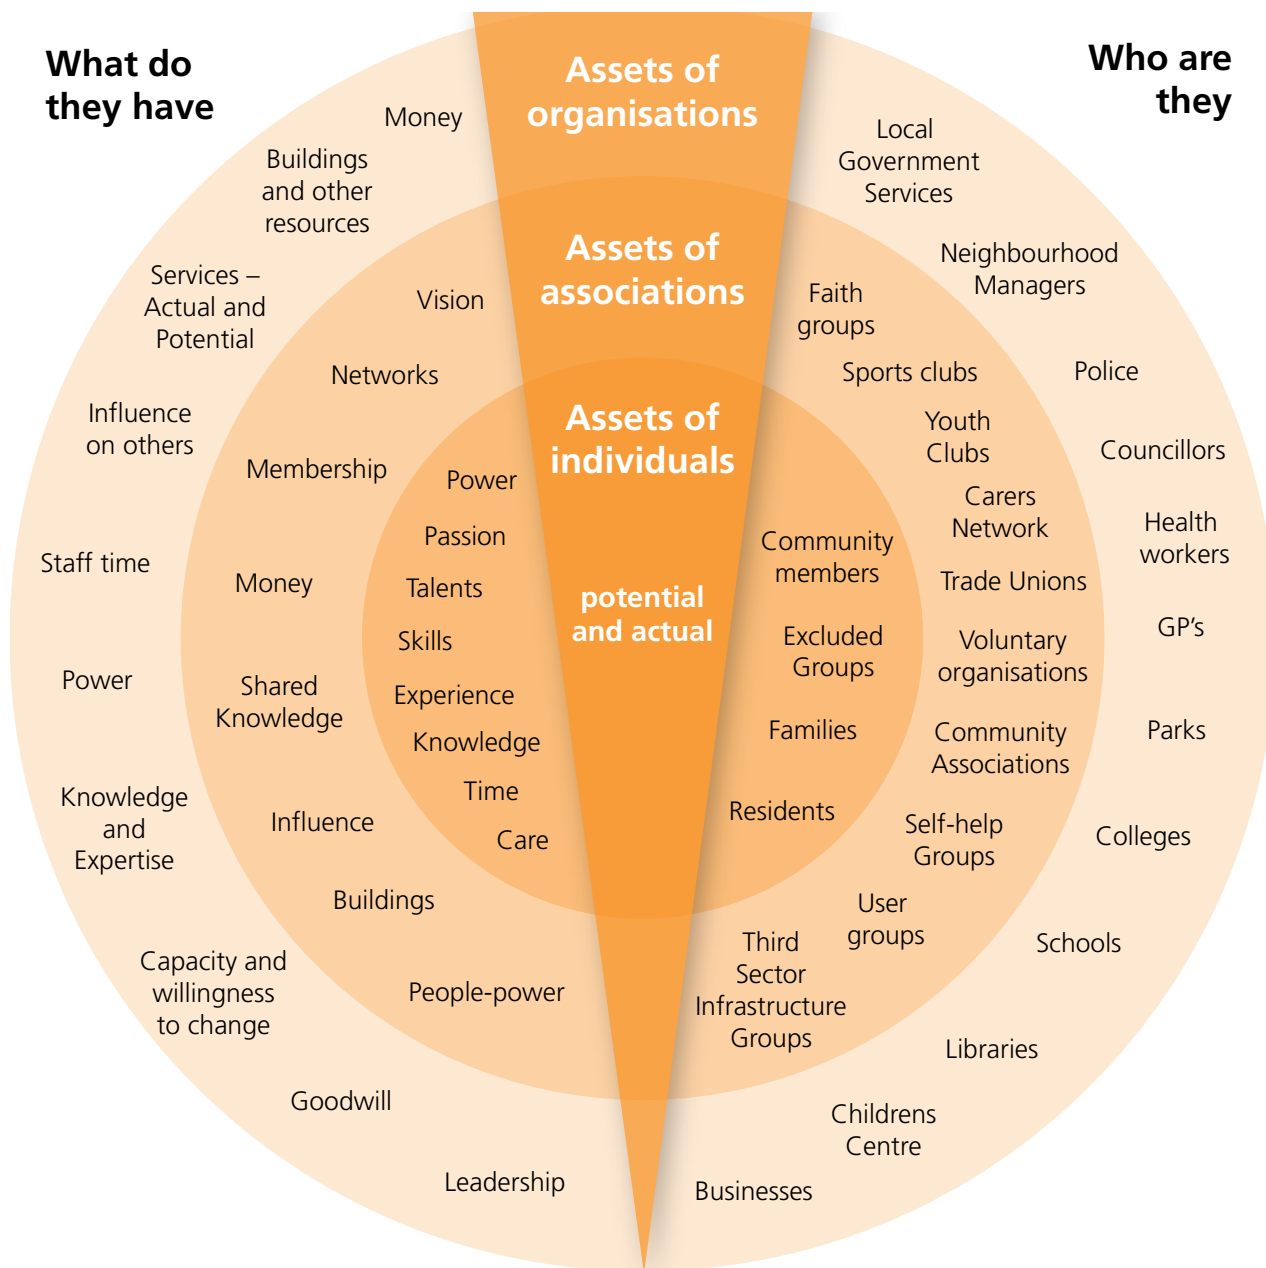 What do
they have
Who are
they
Assets of
organisations
Assets of
associations
Assets of
individuals
potential
and actual
Money
Buildings
and other
resources
Services –
Actual and
Potential
Influence
on others
Staff time
Power
Knowledge
and
Expertise
Capacity and
willingness
to change
Goodwill
Leadership
Vision
Networks
Membership
Money
Shared
Knowledge
Influence
Buildings
People-power
Power
Passion
Talents
Skills
Experience
Knowledge
Time
Care
Community
members
Excluded
Groups
Families
Residents
Faith
groups
Sports clubs
Youth
Clubs
Carers
Network
Trade Unions
Voluntary
organisations
Community
Associations
Self-help
Groups
User
groups
Third
Sector
Infrastructure
Groups
Local
Government
Services
Neighbourhood
Managers
Police
Councillors
Health
workers
GP’s
Parks
Colleges
Schools
Libraries
Childrens
Centre
Businesses